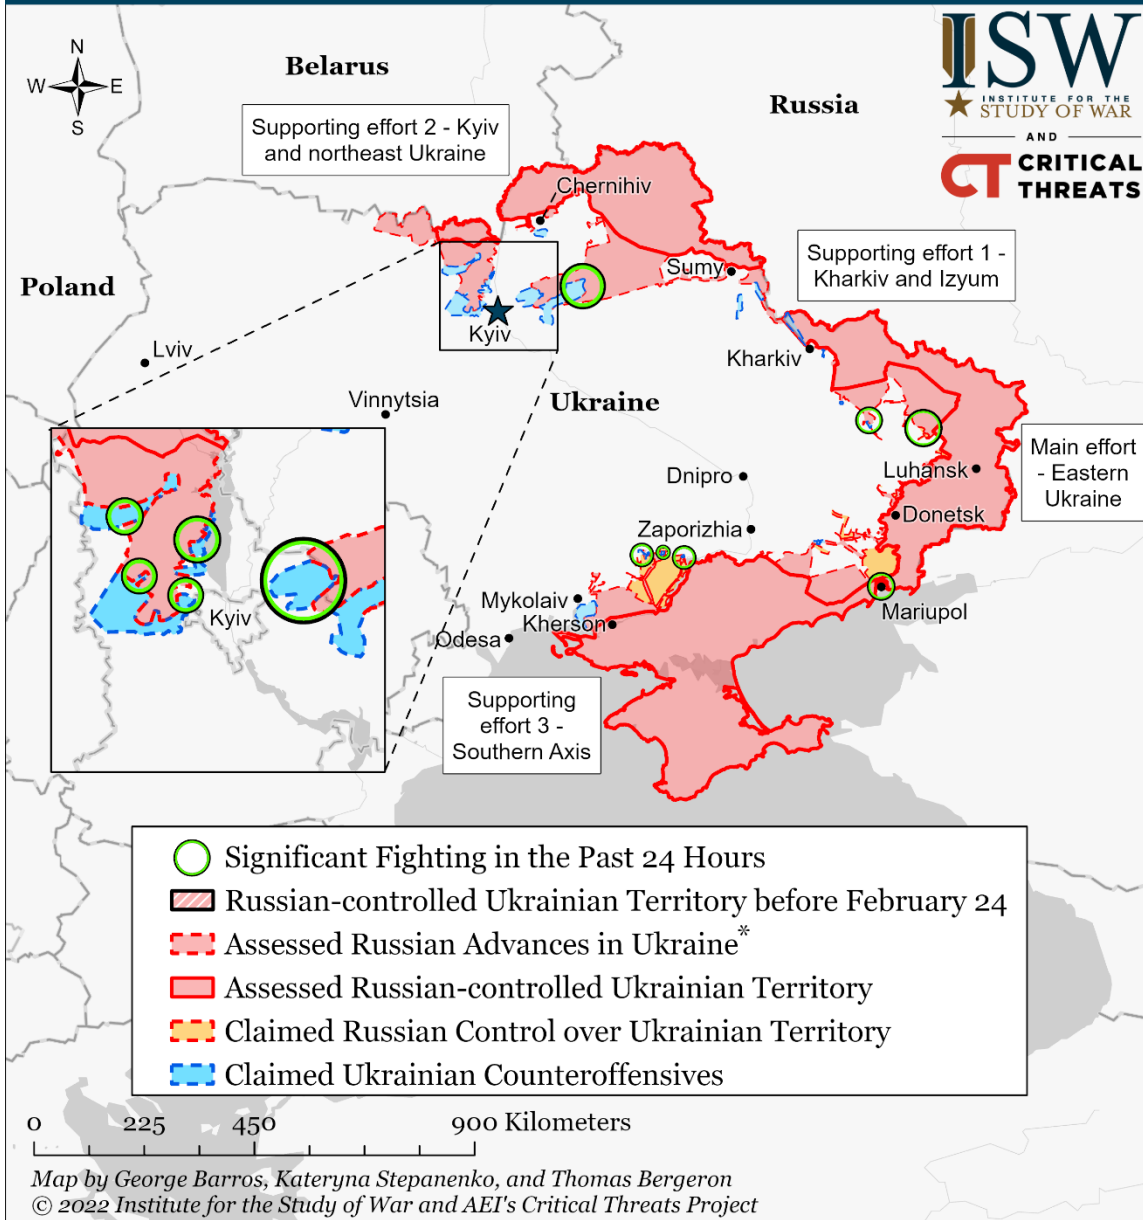 N
W
E
S
Belarus
Russia
ISW
INSTITUTE FOR THE
STUDY OF WAR
AND
CT CRITICAL
THREATS
Supporting effort 2 - Kyiv
and northeast Ukraine
Chernihiv
Supporting effort 1 -
Kharkiv and Izyum
Sumy
Poland
Kyiv
Lviv
Kharkiv
Vinnytsia
Ukraine
Main effort
- Eastern
Ukraine
Luhansk
Dnipro
Donetsk
Zaporizhia
Mykolaiv
Kherson
Mariupol
Odesa
Kyiv
Supporting
effort 3 -
Southern Axis
Significant Fighting in the Past 24 Hours
Russian-controlled Ukrainian Territory before February 24
Assessed Russian Advances in Ukraine*
Assessed Russian-controlled Ukrainian Territory
Claimed Russian Control over Ukrainian Territory
Claimed Ukrainian Counteroffensives
0 225 450 900 Kilometers
Map by George Barros, Kateryna Stepanenko, and Thomas Bergeron
© 2022 Institute for the Study of War and AEI's Critical Threats Project